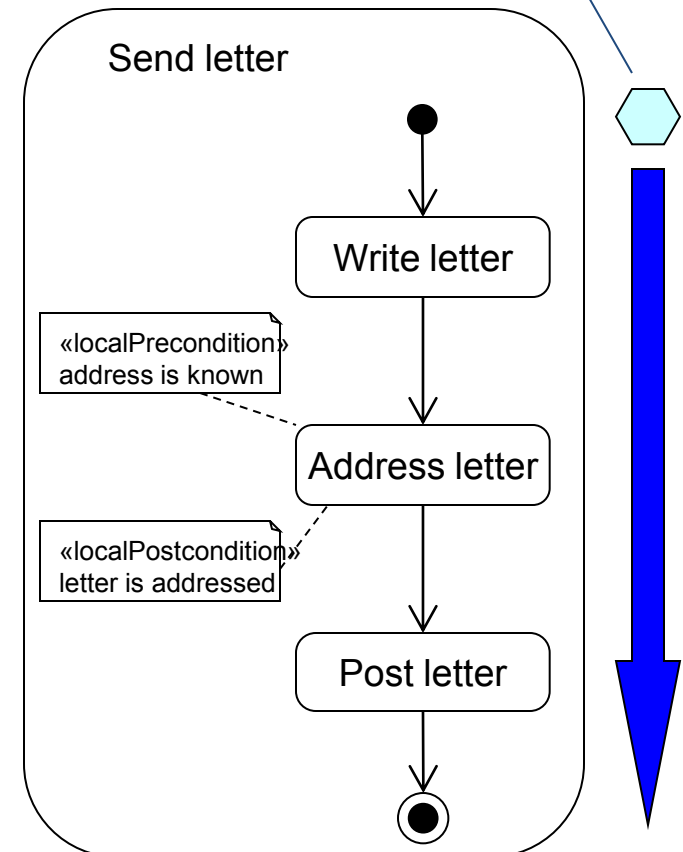 Send letter
Write letter
«localPrecondition»
address is known
Address letter
«localPostcondition»
letter is addressed
Post letter